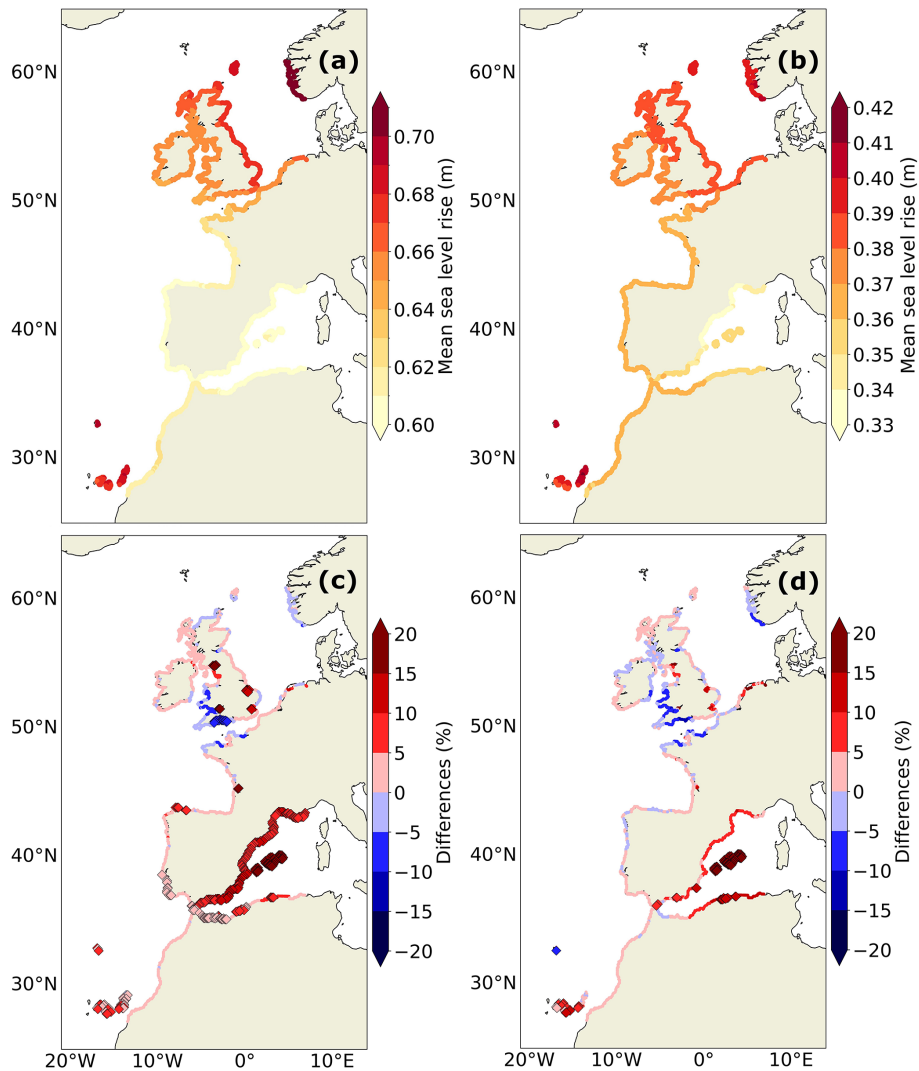 (a)
60°N
50°N
40°N
30°N
0.70
0.68
0.66
0.64
0.62
0.60
Mean sea level rise (m)
(b)
60°N
50°N
40°N
30°N
0.42
0.41
0.40
0.39
0.38
0.37
0.36
0.35
0.34
0.33
Mean sea level rise (m)
(c)
60°N
50°N
40°N
30°N
20°W
10°W
0°
10°E
20
15
10
5
0
−5
−10
−15
−20
Differences (%)
(d)
60°N
50°N
40°N
30°N
20°W
10°W
0°
10°E
20
15
10
5
0
−5
−10
−15
−20
Differences (%)